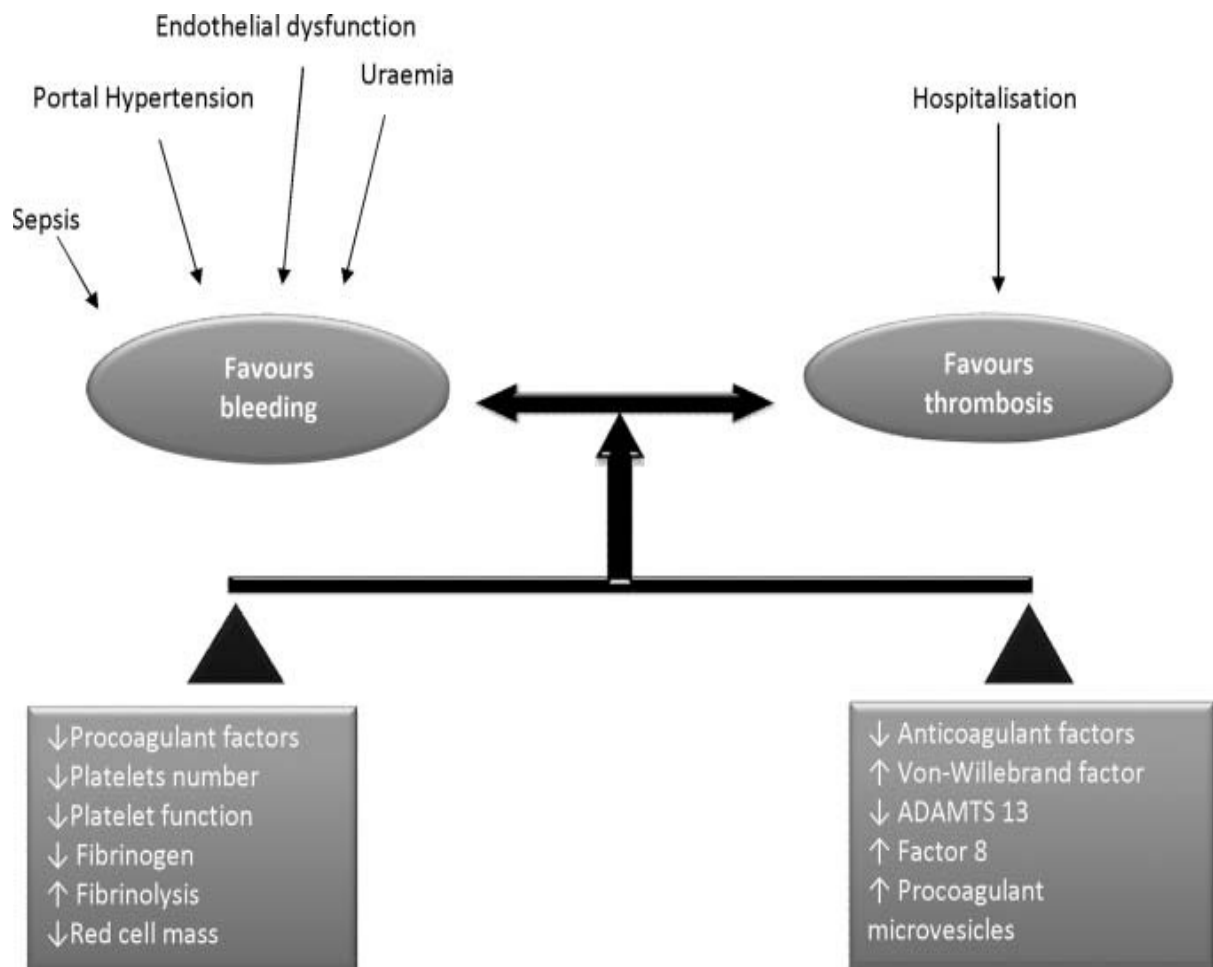 Endothelial dysfunction
Uraemia
Portal Hypertension
Hospitalisation
Sepsis
Favours
bleeding
Favours
thrombosis
↓Procoagulant factors
↓Platelets number
↓Platelet function
↓ Fibrinogen
↑ Fibrinolysis
↓Red cell mass
↓ Anticoagulant factors
↑ Von-Willebrand factor
↓ ADAMTS 13
↑ Factor 8
↑ Procoagulant
microvesicles